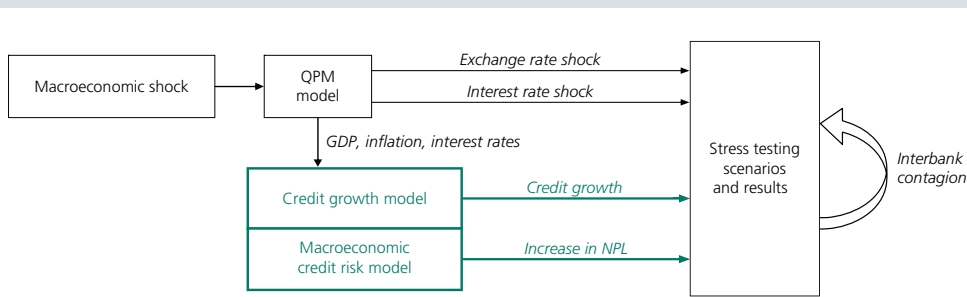 Macroeconomic shock
QPM
model
Exchange rate shock
Interest rate shock
GDP, inflation, interest rates
Credit growth model
Credit growth
Macroeconomic
credit risk model
Increase in NPL
Stress testing
scenarios
and results
Interbank
contagion